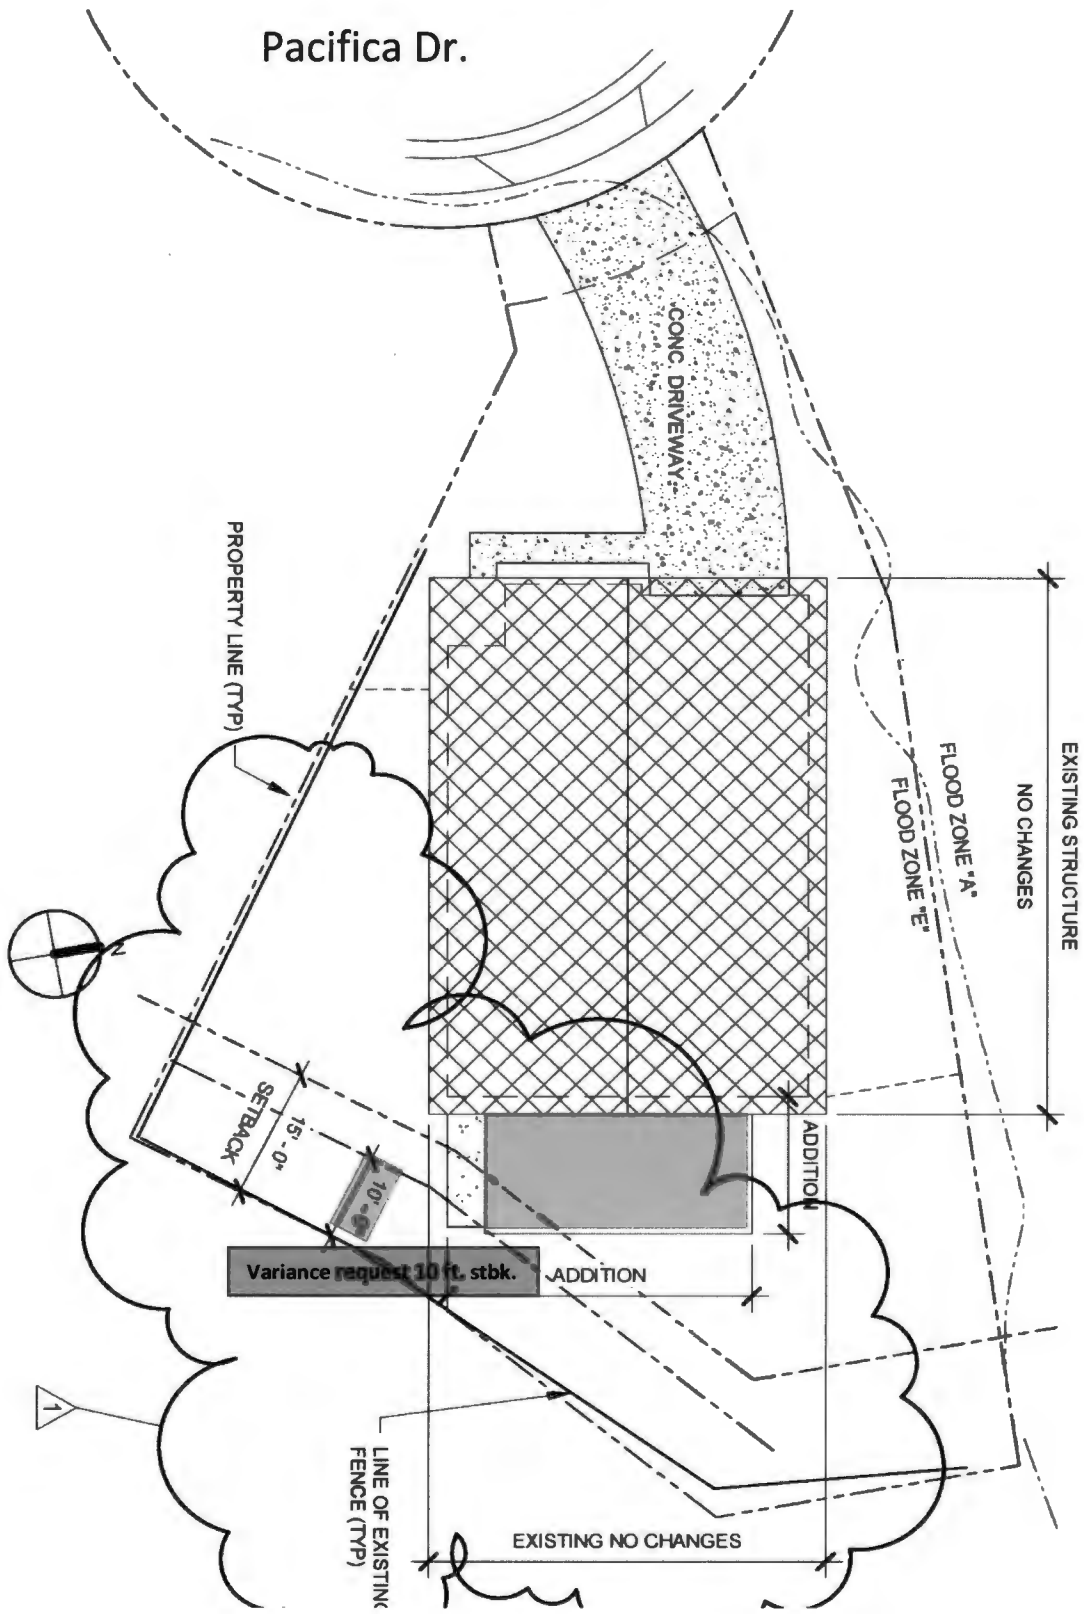 Pacifica Dr.
CONC. DRIVEWAY
PROPERTY LINE (TYP)
EXISTING STRUCTURE
NO CHANGES
FLOOD ZONE "A"
FLOOD ZONE "E"
N
SETBACK
15'-0"
10'-0"
ADDITION
Variance request 10 ft. stbk.
ADDITION
1
LINE OF EXISTING
FENCE (TYP)
EXISTING NO CHANGES